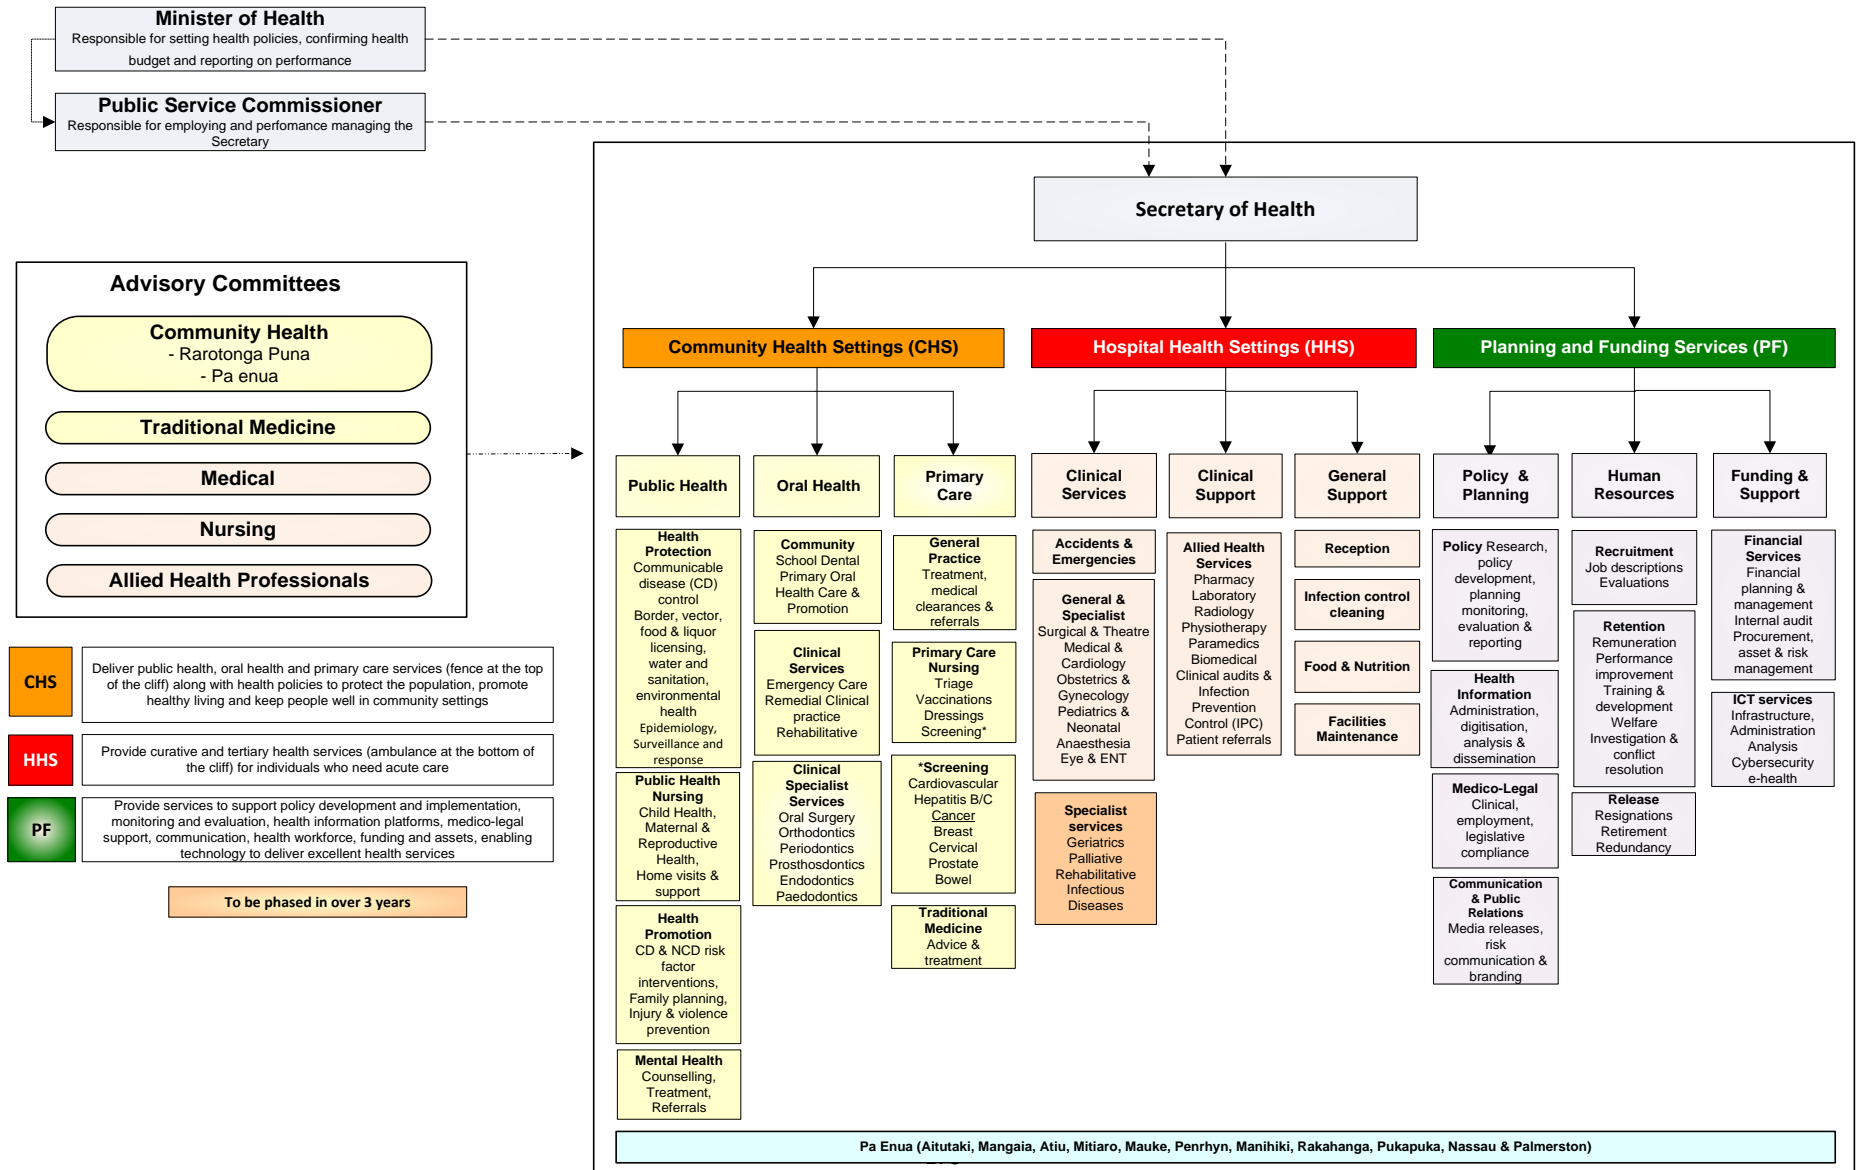 Minister of Health
Responsible for setting health policies, confirming health
budget and reporting on performance
Public Service Commissioner
Responsible for employing and perfomance managing the
Secretary
Secretary of Health
Advisory Committees
Community Health
- Rarotonga Puna
- Pa enua
Traditional Medicine
Medical
Nursing
Allied Health Professionals
CHS
Deliver public health, oral health and primary care services (fence at the top
of the cliff) along with health policies to protect the population, promote
healthy living and keep people well in community settings
HHS
Provide curative and tertiary health services (ambulance at the bottom of
the cliff) for individuals who need acute care
PF
Provide services to support policy development and implementation,
monitoring and evaluation, health information platforms, medico-legal
support, communication, health workforce, funding and assets, enabling
technology to deliver excellent health services
To be phased in over 3 years
Community Health Settings (CHS)
Public Health
Health
Protection
Communicable
disease (CD)
control
Border, vector,
food & liquor
licensing,
water and
sanitation,
environmental
health
Epidemiology,
Surveillance and
response
Public Health
Nursing
Child Health,
Maternal &
Reproductive
Health,
Home visits &
support
Health
Promotion
CD & NCD risk
factor
interventions,
Family planning,
Injury & violence
prevention
Mental Health
Counselling,
Treatment,
Referrals
Oral Health
Community
School Dental
Primary Oral
Health Care &
Promotion
Clinical
Services
Emergency Care
Remedial Clinical
practice
Rehabilitative
Clinical
Specialist
Services
Oral Surgery
Orthodontics
Periodontics
Prosthosdontics
Endodontics
Paedodontics
Primary
Care
General
Practice
Treatment,
medical
clearances &
referrals
Primary Care
Nursing
Triage
Vaccinations
Dressings
Screening*
*Screening
Cardiovascular
Hepatitis B/C
Cancer
Breast
Cervical
Prostate
Bowel
Traditional
Medicine
Advice &
treatment
Hospital Health Settings (HHS)
Clinical
Services
Accidents &
Emergencies
General &
Specialist
Surgical & Theatre
Medical &
Cardiology
Obstetrics &
Gynecology
Pediatrics &
Neonatal
Anaesthesia
Eye & ENT
Specialist
services
Geriatrics
Palliative
Rehabilitative
Infectious
Diseases
Clinical
Support
Allied Health
Services
Pharmacy
Laboratory
Radiology
Physiotherapy
Paramedics
Biomedical
Clinical audits &
Infection
Prevention
Control (IPC)
Patient referrals
General
Support
Reception
Infection control
cleaning
Food & Nutrition
Facilities
Maintenance
Planning and Funding Services (PF)
Policy &
Planning
Policy Research,
policy
development,
planning
monitoring,
evaluation &
reporting
Health
Information
Administration,
digitisation,
analysis &
dissemination
Medico-Legal
Clinical,
employment,
legislative
compliance
Communication
& Public
Relations
Media releases,
risk
communication &
branding
Human
Resources
Recruitment
Job descriptions
Evaluations
Retention
Remuneration
Performance
improvement
Training &
development
Welfare
Investigation &
conflict
resolution
Release
Resignations
Retirement
Redundancy
Funding &
Support
Financial
Services
Financial
planning &
management
Internal audit
Procurement,
asset & risk
management
ICT services
Infrastructure,
Administration
Analysis
Cybersecurity
e-health
Pa Enua (Aitutaki, Mangaia, Atiu, Mitiaro, Mauke, Penrhyn, Manihiki, Rakahanga, Pukapuka, Nassau & Palmerston)